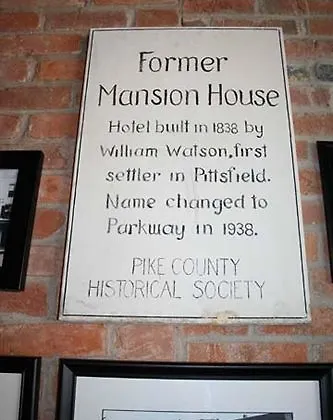 Former
Mansion House
Hotel built in 1838 by
William Watson, first
settler in Pittsfield.
Name changed to
Parkway in 1938.
PIKE COUNTY
HISTORICAL SOCIETY